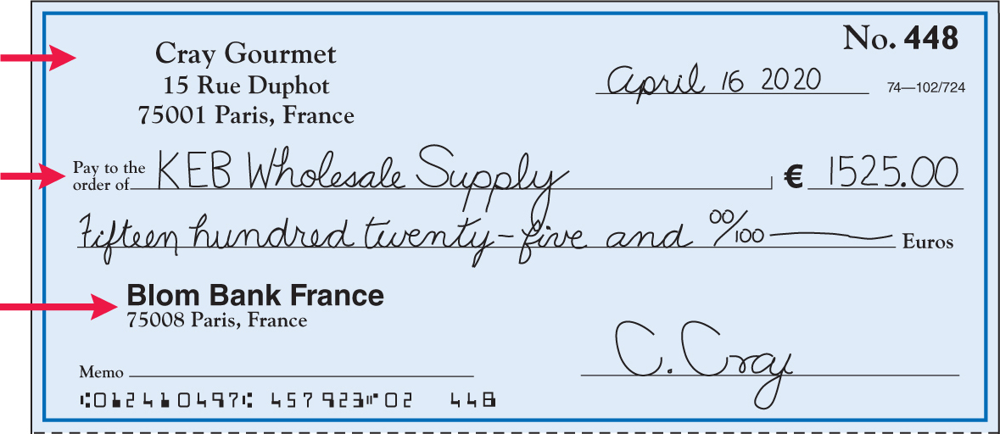 No. 448
Cray Gourmet
15 Rue Duphot
75001 Paris, France
April 16 2020 74—102/724
Pay to the order of KEB Wholesale Supply € 1525.00
Fifteen hundred twenty-five and 00/100 Euros
Blom Bank France
75008 Paris, France
C. Cray
Memo
⑆012410497⑆ 457923⑈02 448